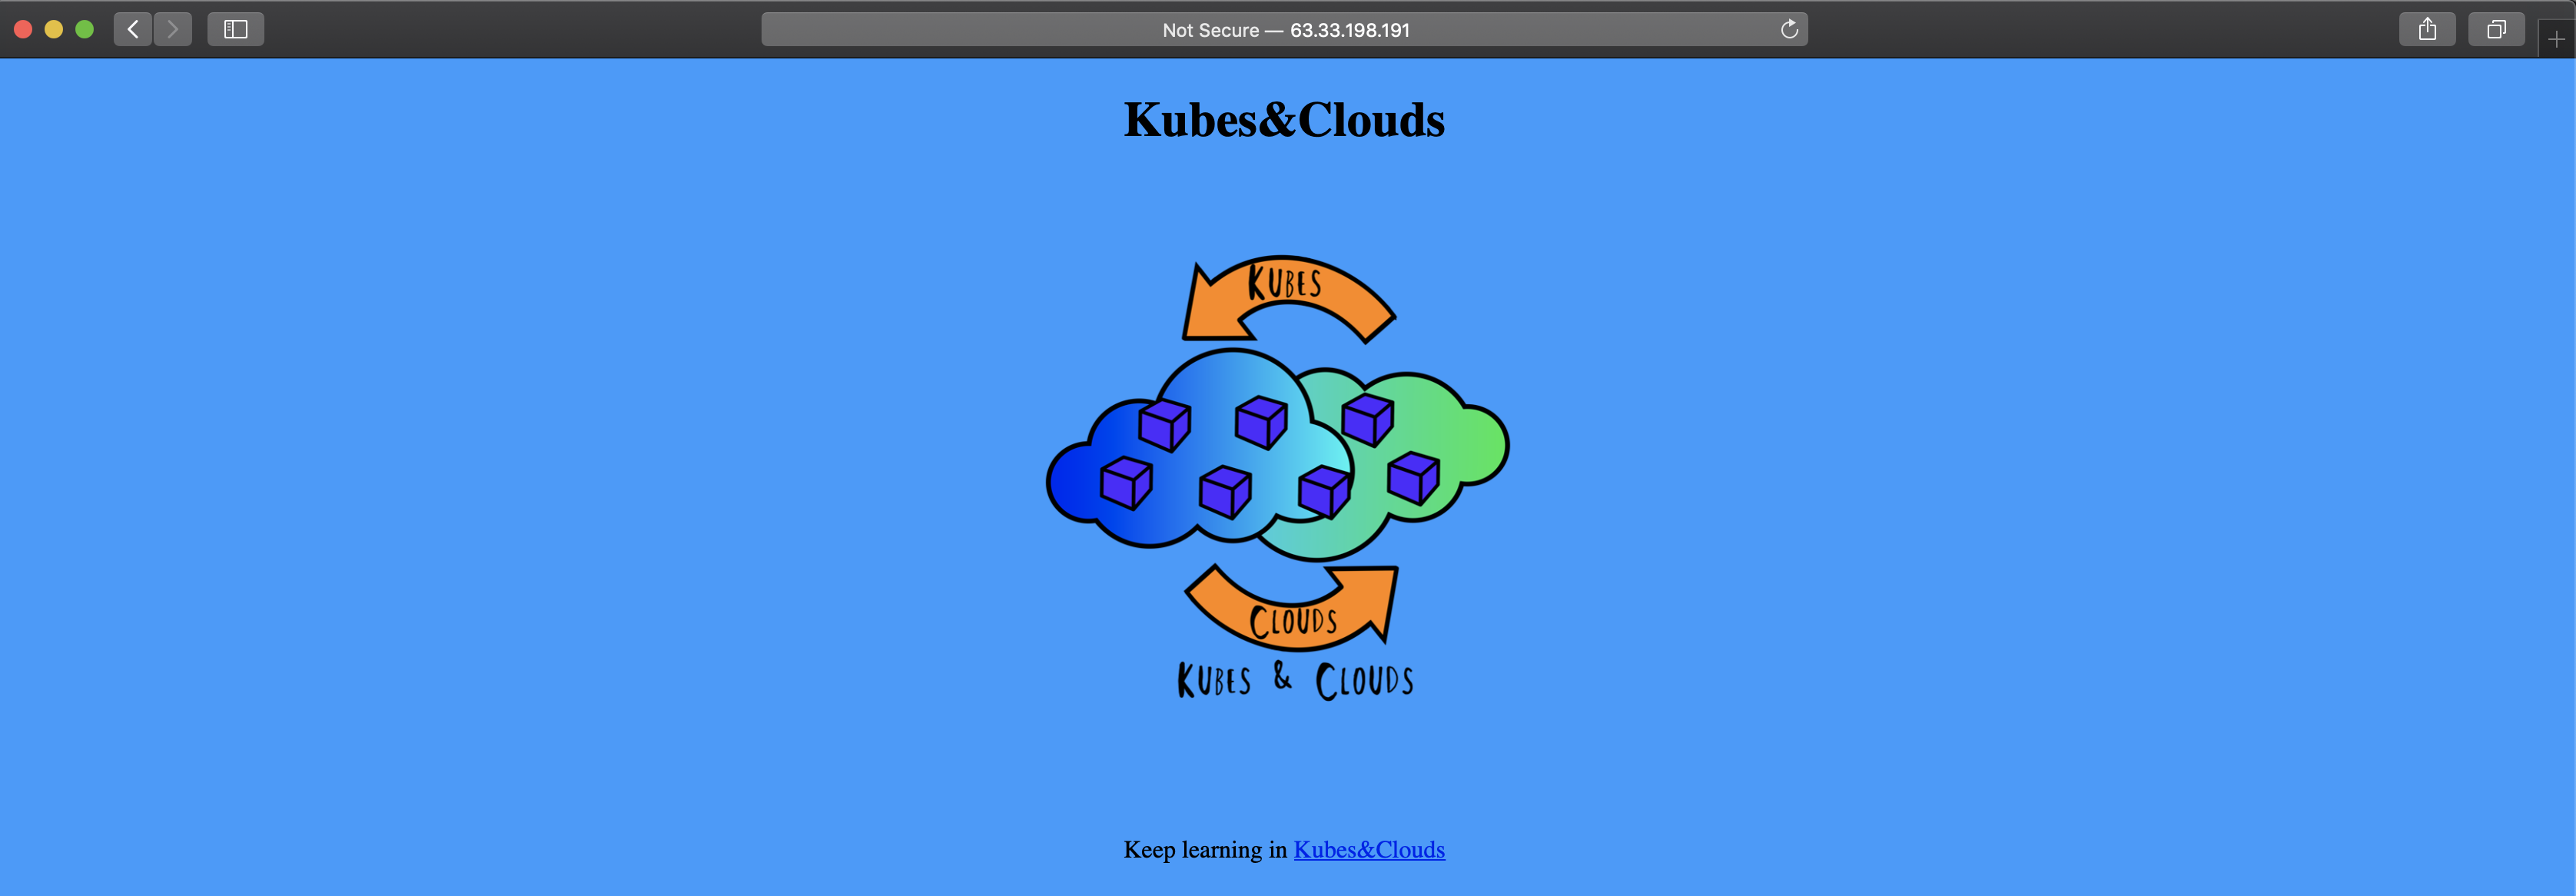 Not Secure — 63.33.198.191
Kubes&Clouds
KUBES
CLOUDS
KUBES & CLOUDS
Keep learning in Kubes&Clouds